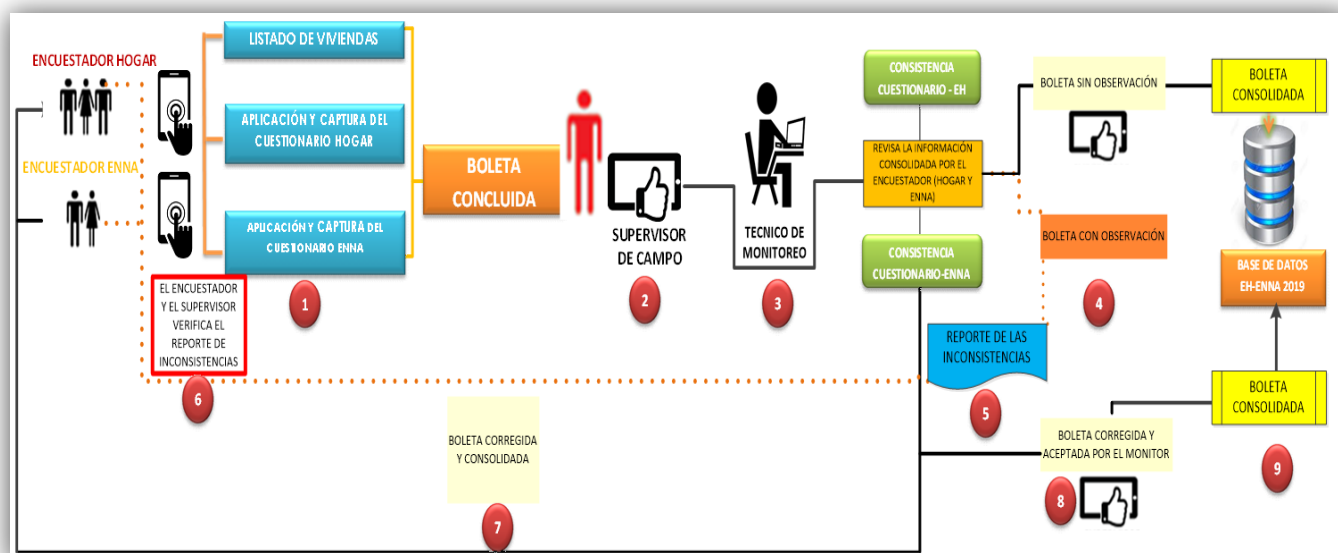 ENCUESTADOR HOGAR
ENCUESTADOR ENNA
LISTADO DE VIVIENDAS
APLICACIÓN Y CAPTURA DEL
CUESTIONARIO HOGAR
APLICACIÓN Y CAPTURA DEL
CUESTIONARIO ENNA
1
BOLETA
CONCLUIDA
SUPERVISOR
DE CAMPO
2
TECNICO DE
MONITOREO
3
CONSISTENCIA
CUESTIONARIO - EH
REVISA LA INFORMACIÓN
CONSOLIDADA POR EL
ENCUESTADOR (HOGAR Y
ENNA)
CONSISTENCIA
CUESTIONARIO-ENNA
BOLETA SIN OBSERVACIÓN
BOLETA CON OBSERVACIÓN
4
BOLETA
CONSOLIDADA
BASE DE DATOS
EH-ENNA 2019
REPORTE DE LAS
INCONSISTENCIAS
5
EL ENCUESTADOR
Y EL SUPERVISOR
VERIFICA EL
REPORTE DE
INCONSISTENCIAS
6
BOLETA CORREGIDA
Y CONSOLIDADA
7
BOLETA CORREGIDA Y
ACEPTADA POR EL MONITOR
8
BOLETA
CONSOLIDADA
9